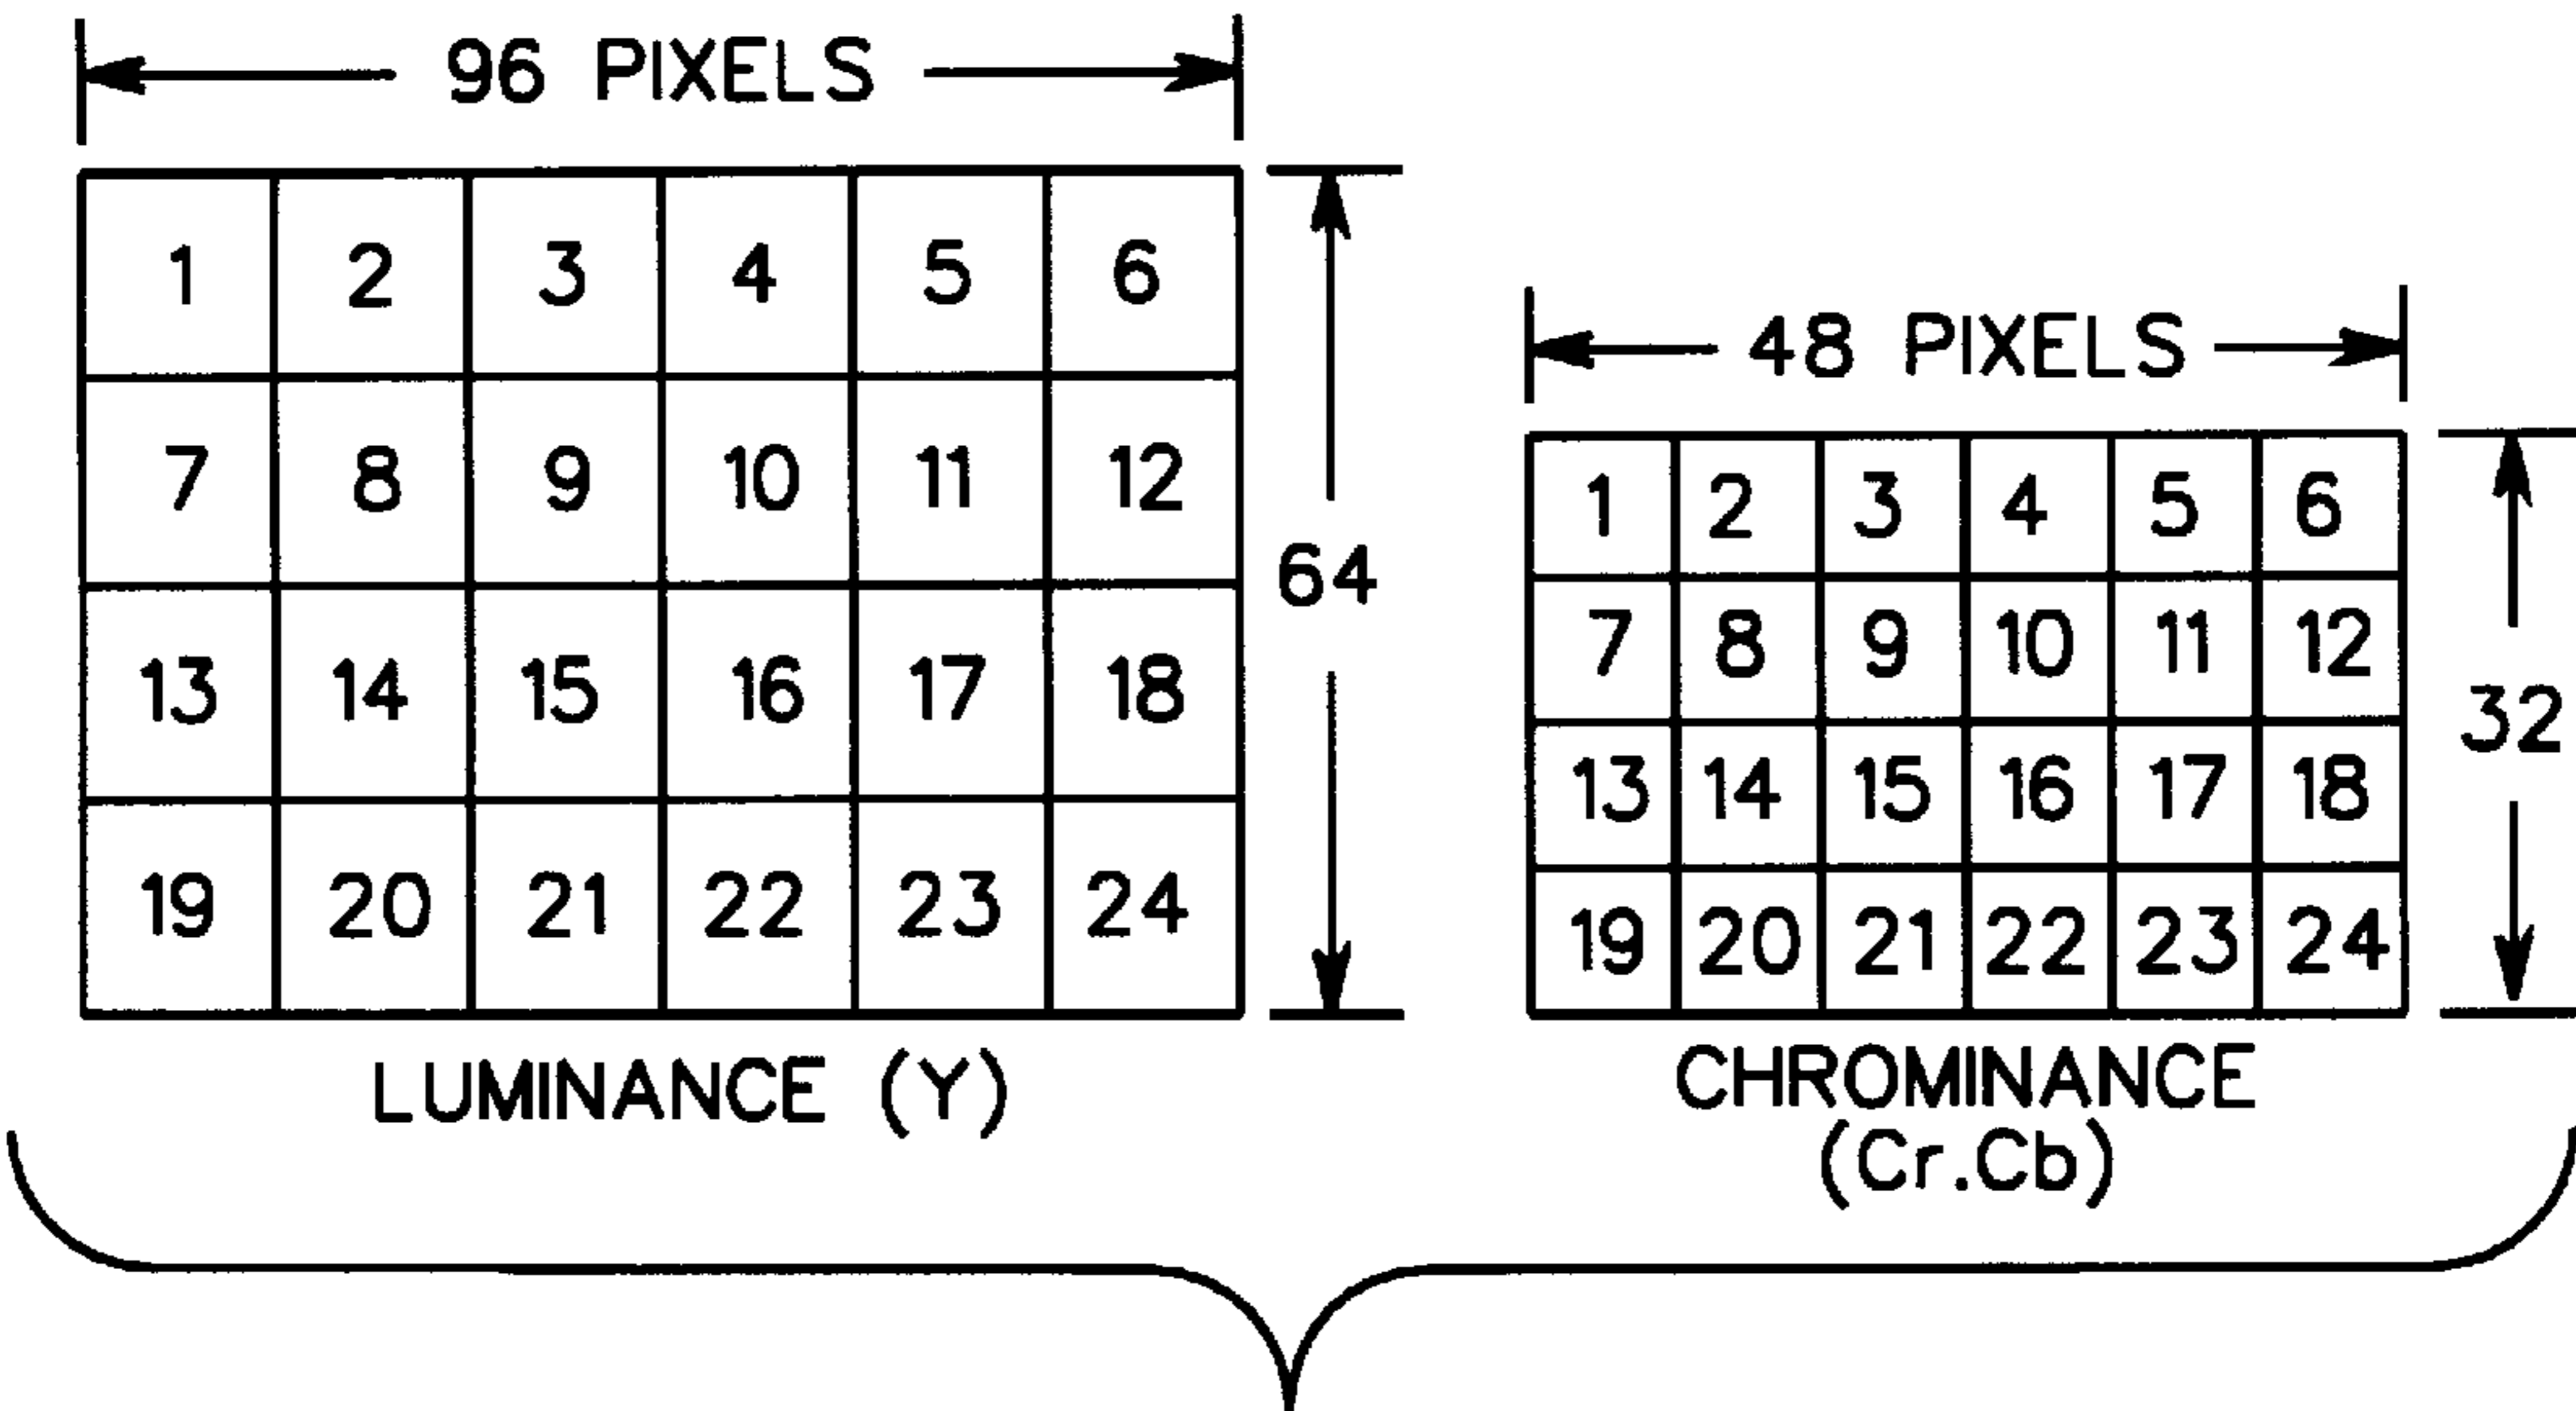 96 PIXELS
1 2 3 4 5 6
7 8 9 10 11 12
13 14 15 16 17 18
19 20 21 22 23 24
64
LUMINANCE (Y)
48 PIXELS
1 2 3 4 5 6
7 8 9 10 11 12
13 14 15 16 17 18
19 20 21 22 23 24
32
CHROMINANCE
(Cr.Cb)